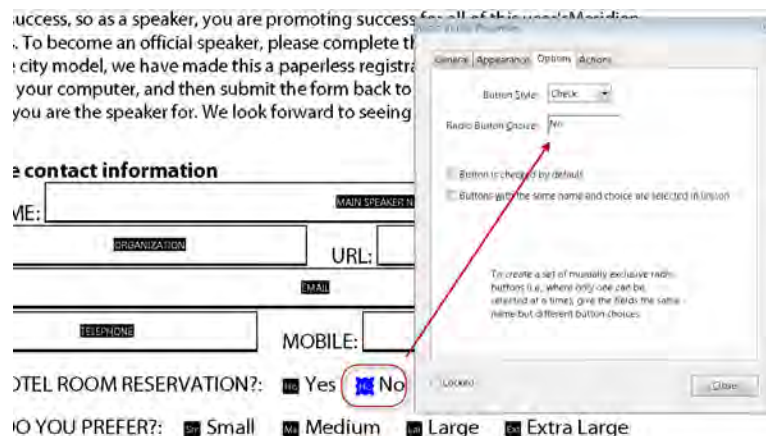 success, so as a speaker, you are promoting success for all of this year's Meridian
. To become an official speaker, please complete th
city model, we have made this a paperless registra
your computer, and then submit the form back to
you are the speaker for. We look forward to seeing
e contact information
ME: MAIN SPEAKER N
ORGANIZATION URL:
EMAIL
TELEPHONE MOBILE:
OTEL ROOM RESERVATION?: Yes No
DO YOU PREFER?: Small Medium Large Extra Large
General Appearance Options Actions
Button Style: Check
Radio Button Choice: No
Button is checked by default
Buttons with the same name and choice are selected in unison
To create a set of mutually exclusive radio
buttons (i.e., where only one can be
selected at a time), give the fields the same
name but different button choices.
Locked Close